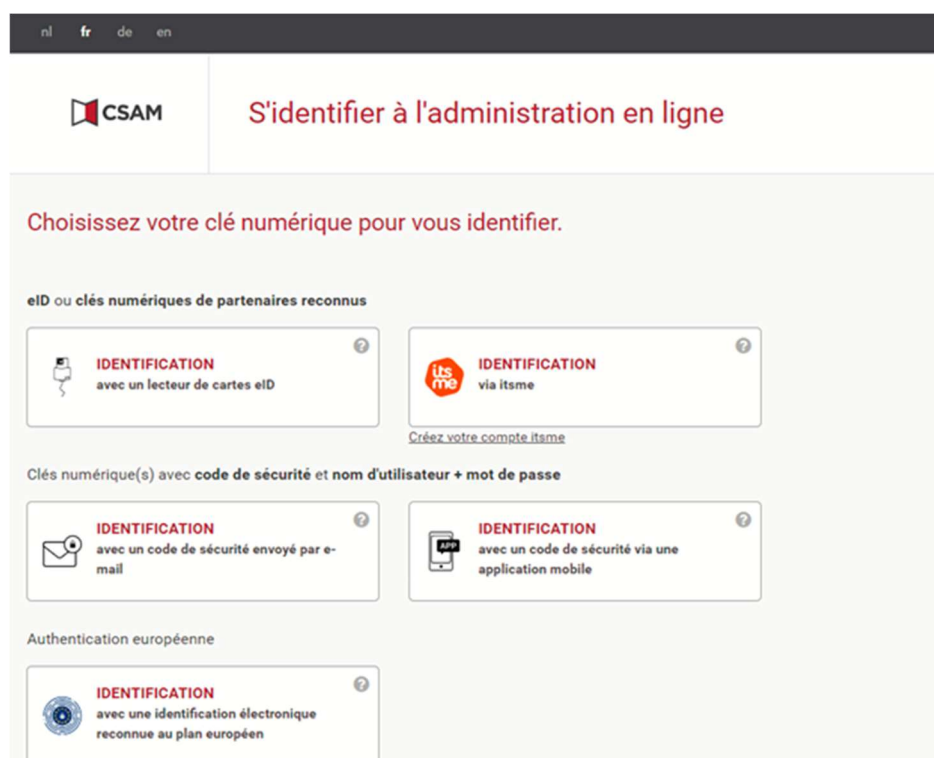 nl fr de en
CSAM
S'identifier à l'administration en ligne
Choisissez votre clé numérique pour vous identifier.
eID ou clés numériques de partenaires reconnus
IDENTIFICATION
avec un lecteur de cartes eID
?
its
me
IDENTIFICATION
via itsme
?
Créez votre compte itsme
Clés numérique(s) avec code de sécurité et nom d'utilisateur + mot de passe
IDENTIFICATION
avec un code de sécurité envoyé par e-
mail
?
APP
IDENTIFICATION
avec un code de sécurité via une
application mobile
?
Authentication européenne
IDENTIFICATION
avec une identification électronique
reconnue au plan européen
?